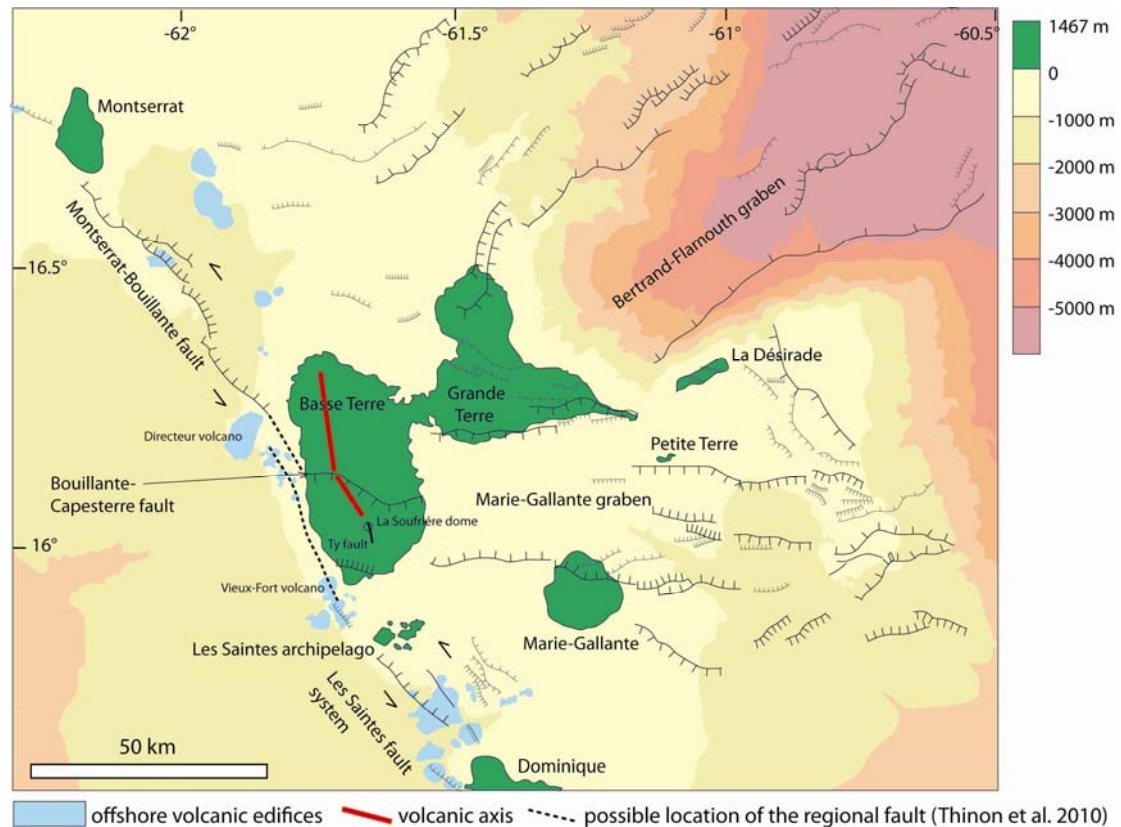 -62
-61.5
-61
-60.5
1467 m
0
-1000 m
-2000 m
-3000 m
-4000 m
-5000 m
Montserrat
Montserrat-Bouillante fault
16.5
Bertrand-Flamouth graben
La Désirade
Basse Terre
Grande
Terre
Directeur volcano
Petite Terre
Bouillante-
Capesterre fault
Marie-Gallante graben
La Soufrière dome
Ty fault
16
Vieux-Fort volcano
Les Saintes archipelago
Marie-Gallante
Les Saintes fault
system
50 km
Dominique
offshore volcanic edifices
volcanic axis
possible location of the regional fault (Thinon et al. 2010)